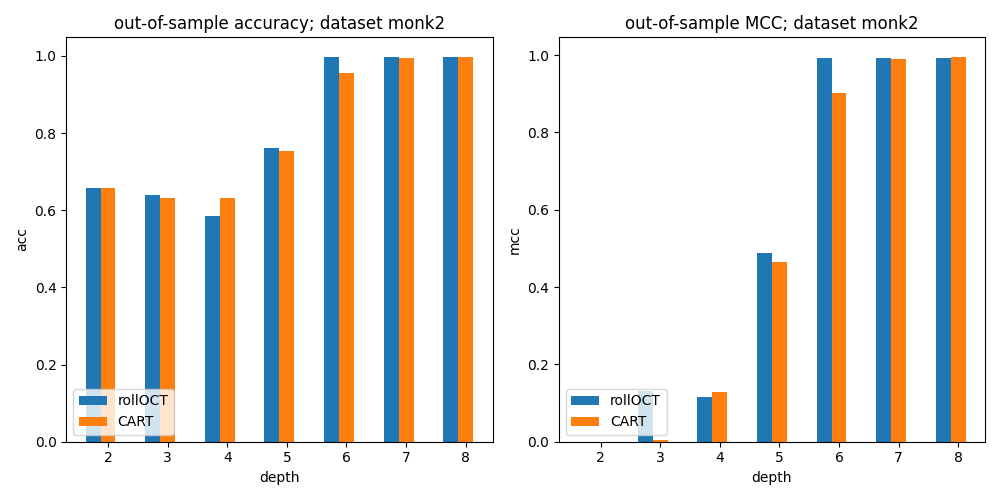 out-of-sample accuracy; dataset monk2
acc
1.0
0.8
0.6
0.4
0.2
0.0
rollOCT
CART
2 3 4 5 6 7 8
depth
out-of-sample MCC; dataset monk2
mcc
1.0
0.8
0.6
0.4
0.2
0.0
rollOCT
CART
2 3 4 5 6 7 8
depth